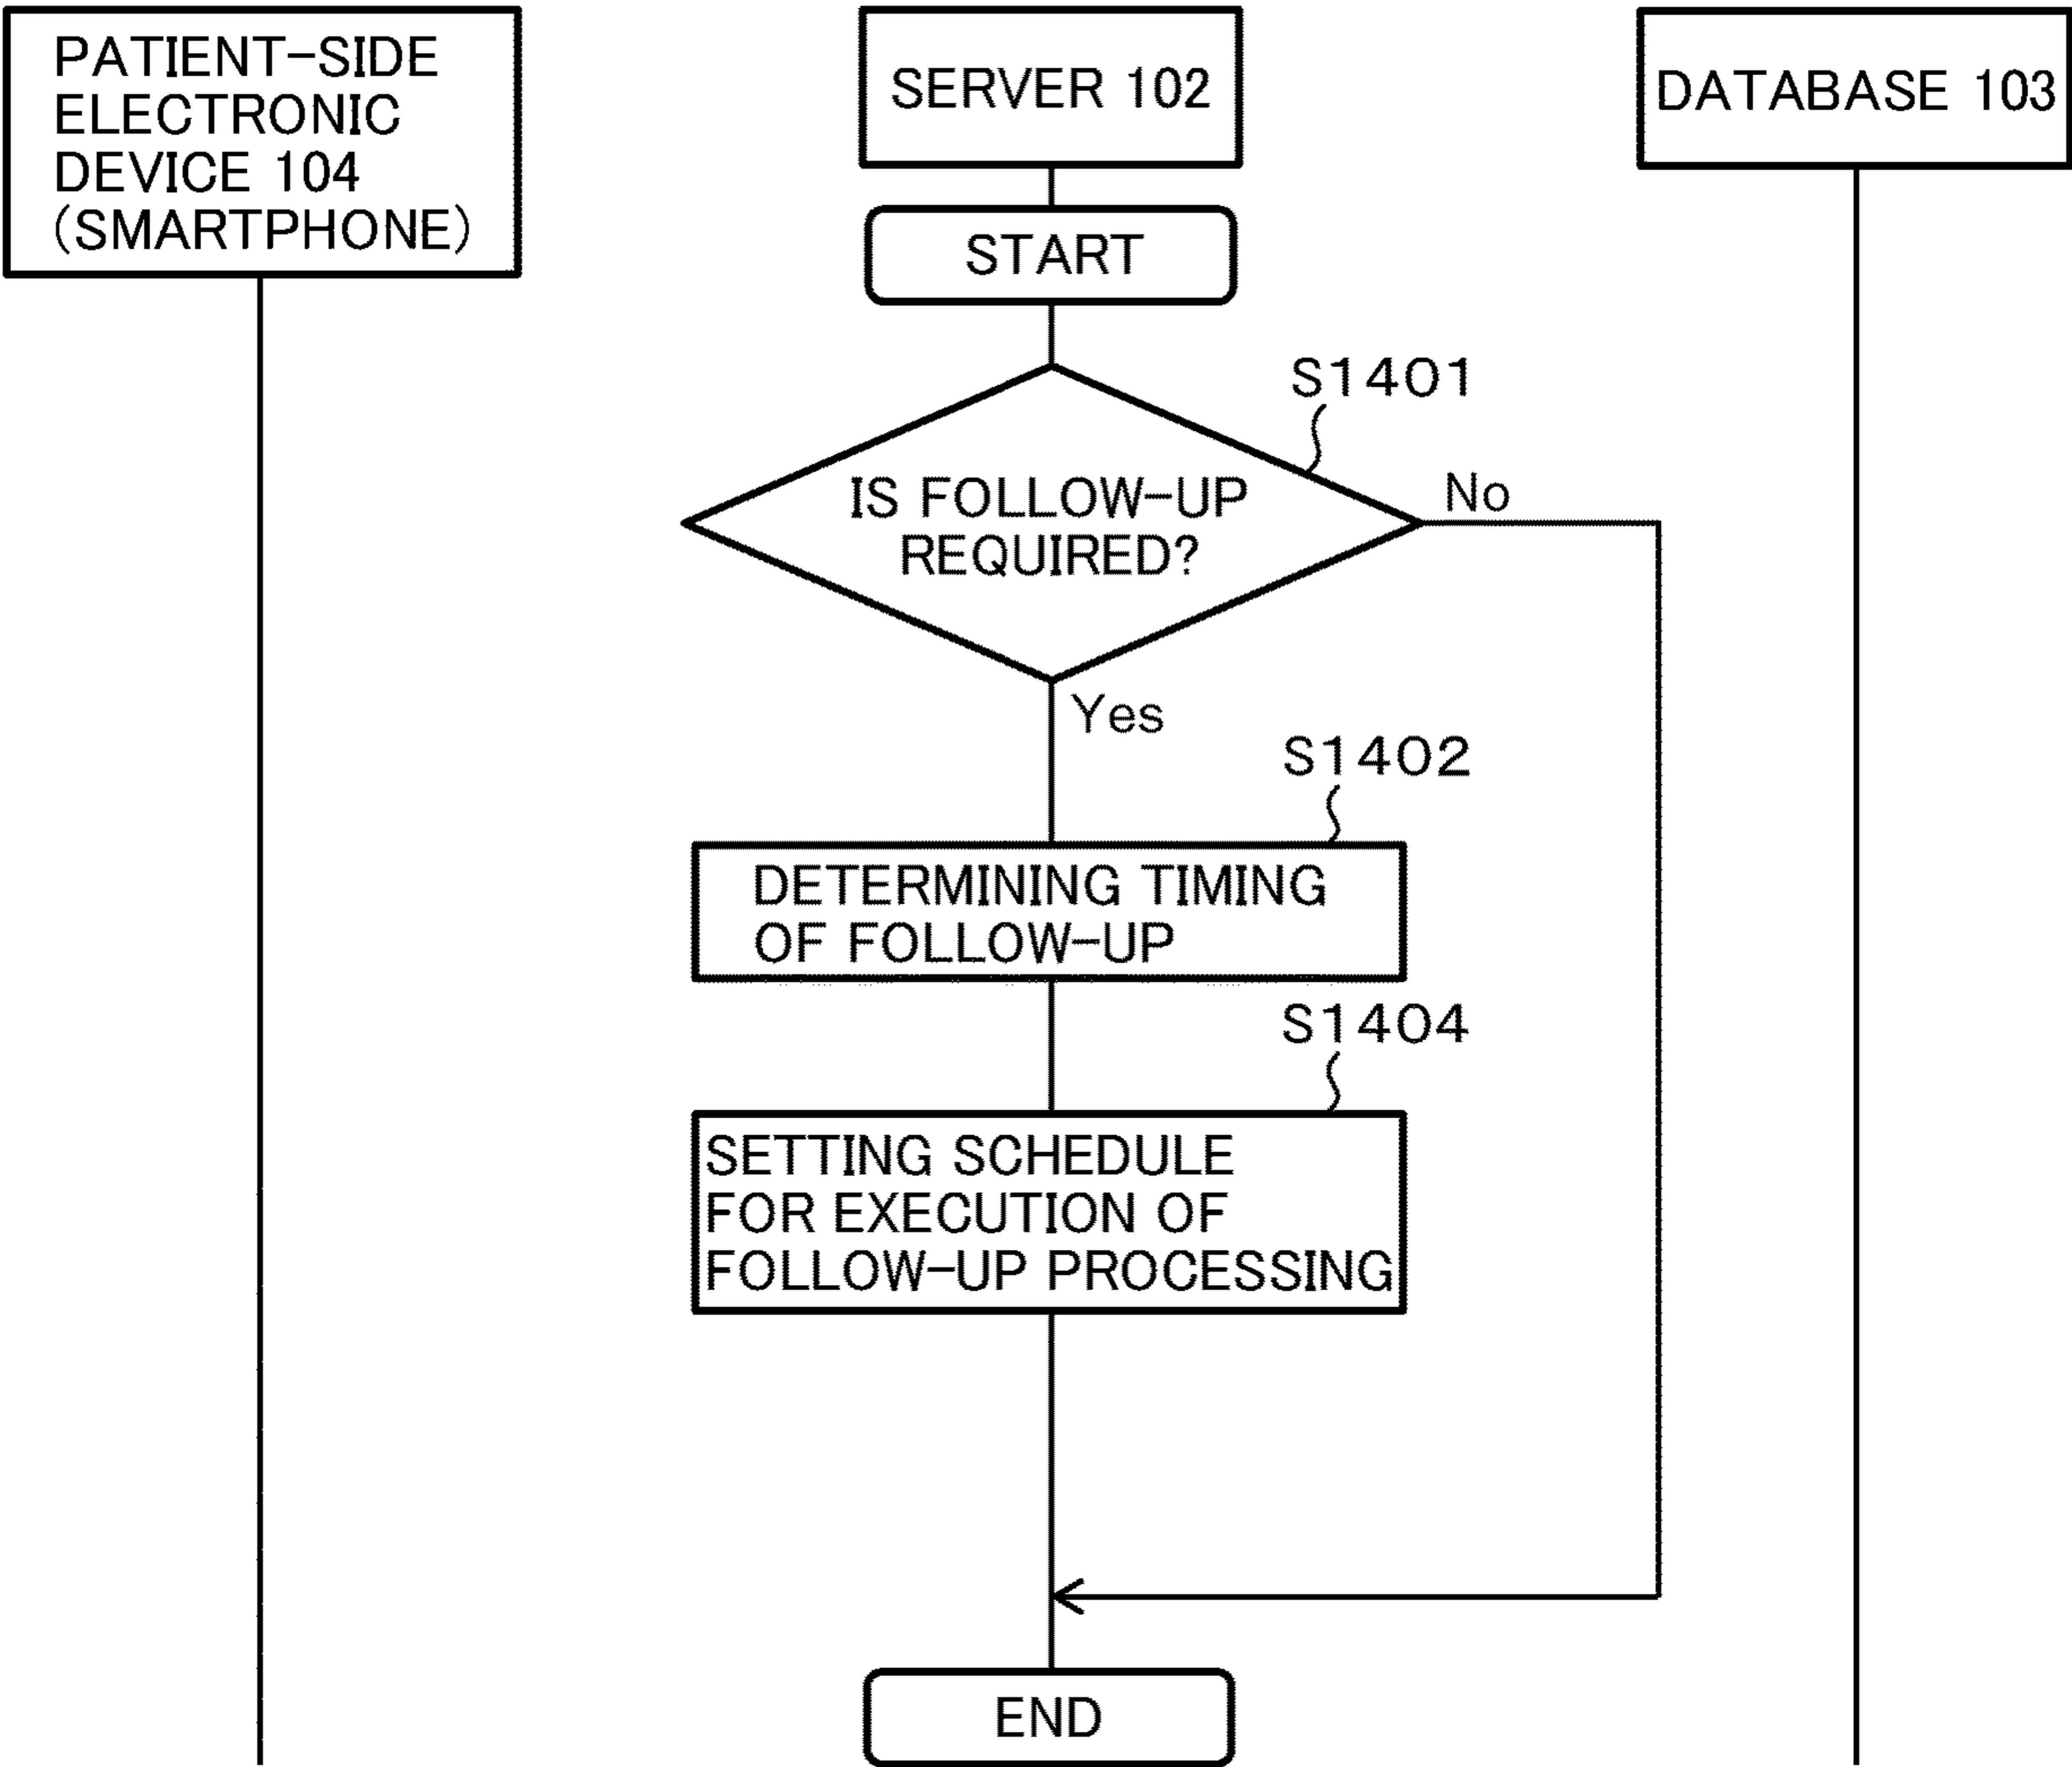 PATIENT-SIDE
ELECTRONIC
DEVICE 104
(SMARTPHONE)
SERVER 102
DATABASE 103
START
S1401
IS FOLLOW-UP
REQUIRED?
No
Yes
S1402
DETERMINING TIMING
OF FOLLOW-UP
S1404
SETTING SCHEDULE
FOR EXECUTION OF
FOLLOW-UP PROCESSING
END